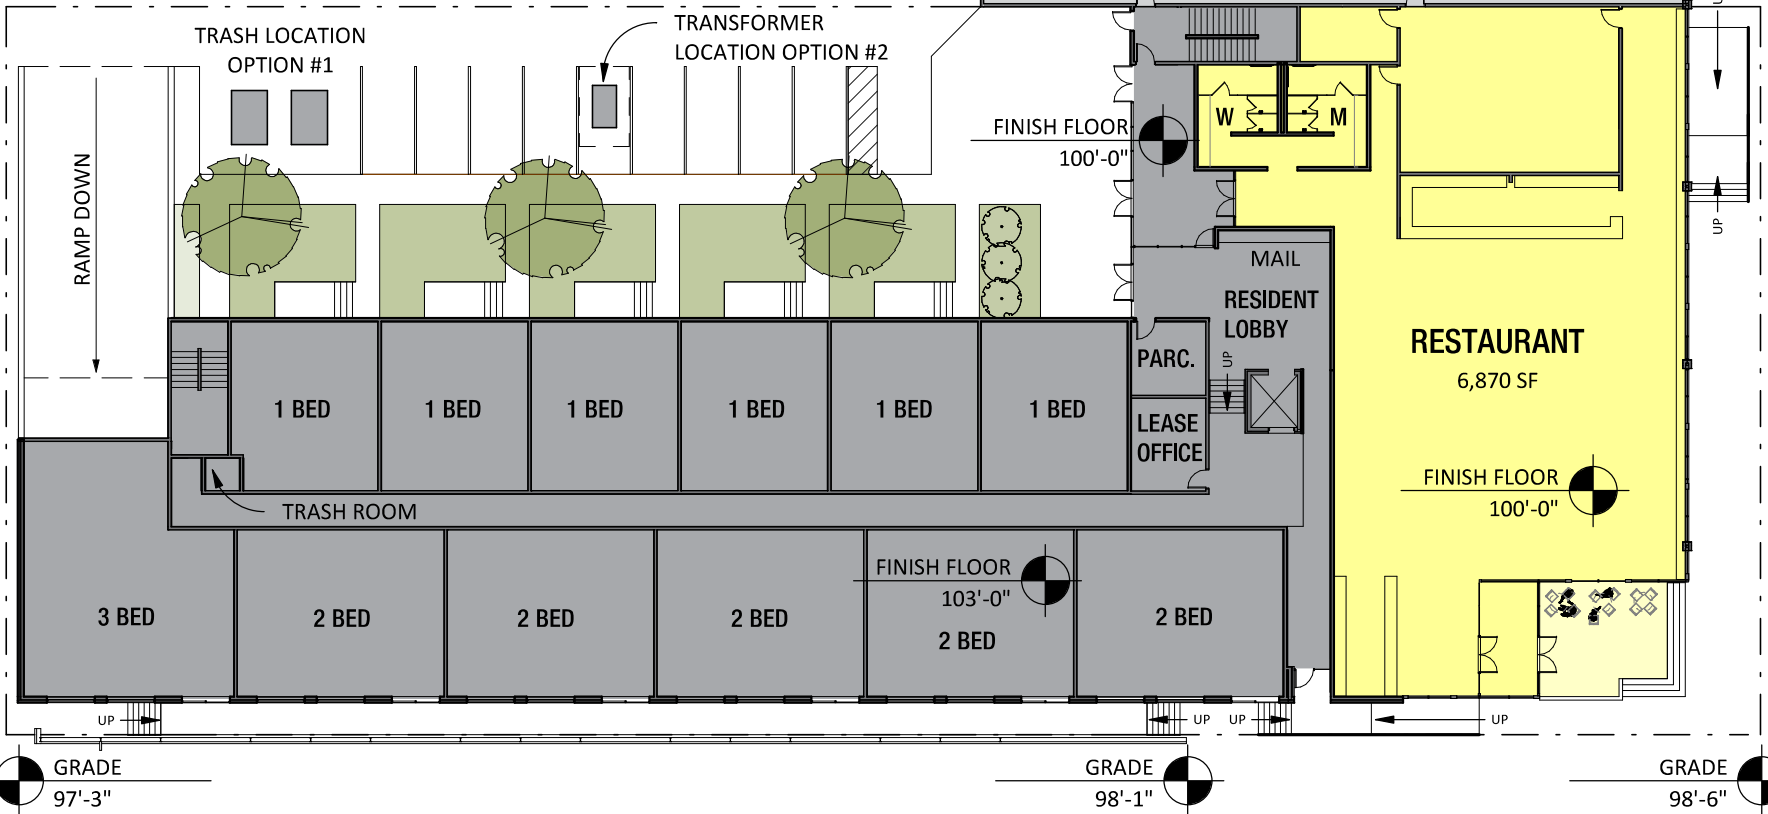 TRASH LOCATION
OPTION #1
TRANSFORMER
LOCATION OPTION #2
RAMP DOWN
FINISH FLOOR
100'-0"
W
M
UP
UP
MAIL
RESIDENT
LOBBY
RESTAURANT
6,870 SF
PARC.
UP
1 BED
1 BED
1 BED
1 BED
1 BED
1 BED
LEASE
OFFICE
FINISH FLOOR
100'-0"
TRASH ROOM
FINISH FLOOR
103'-0"
3 BED
2 BED
2 BED
2 BED
2 BED
2 BED
UP
UP
UP
UP
GRADE
97'-3"
GRADE
98'-1"
GRADE
98'-6"